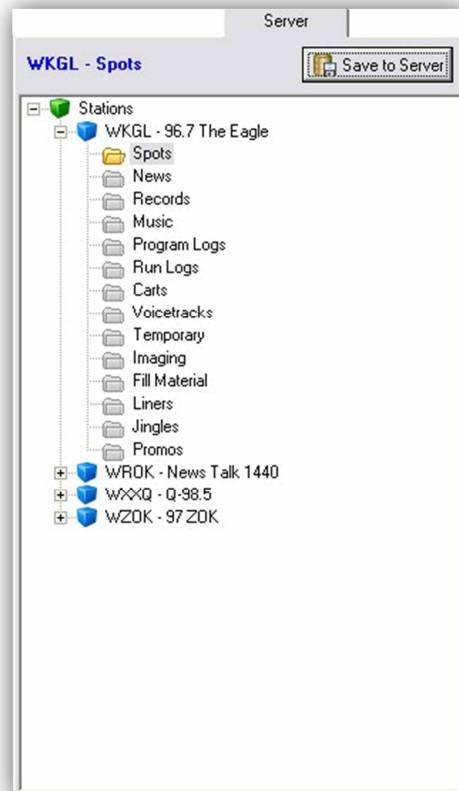 Server
WKGL - Spots
Save to Server
Stations
WKGL - 96.7 The Eagle
Spots
News
Records
Music
Program Logs
Run Logs
Carts
Voicetracks
Temporary
Imaging
Fill Material
Liners
Jingles
Promos
WROK - News Talk 1440
WXXQ - Q-98.5
WZOK - 97 ZOK